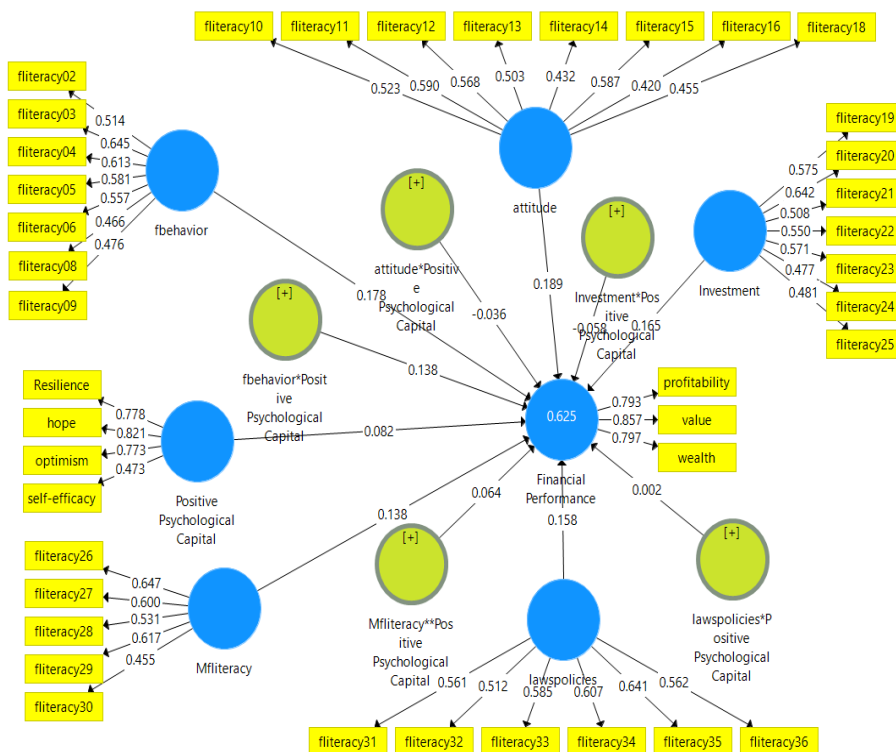 fliteracy10
fliteracy11
fliteracy12
fliteracy13
fliteracy14
fliteracy15
fliteracy16
fliteracy18
0.523
0.590
0.568
0.503
0.432
0.587
0.420
0.455
attitude
fliteracy02
fliteracy03
fliteracy04
fliteracy05
fliteracy06
fliteracy08
fliteracy09
0.514
0.645
0.613
0.581
0.557
0.466
0.476
fbehavior
fliteracy19
fliteracy20
fliteracy21
fliteracy22
fliteracy23
fliteracy24
fliteracy25
0.575
0.642
0.508
0.550
0.571
0.477
0.481
Investment
[+]
attitude*Positiv
e
Psychological
Capital
[+]
Investment*Pos
itive
Psychological
Capital
[+]
fbehavior*Posit
ive
Psychological
Capital
0.178
-0.036
0.189
-0.058
0.165
0.138
Resilience
hope
optimism
self-efficacy
0.778
0.821
0.773
0.473
Positive
Psychological
Capital
0.082
0.625
Financial
Performance
0.793
0.857
0.797
profitability
value
wealth
0.138
0.064
0.158
0.002
fliteracy26
fliteracy27
fliteracy28
fliteracy29
fliteracy30
0.647
0.600
0.531
0.617
0.455
Mfliteracy
[+]
Mfliteracy**Pos
itive
Psychological
Capital
lawspolicies
[+]
lawspolicies*P
ositive
Psychological
Capital
0.561
0.512
0.585
0.607
0.641
0.562
fliteracy31
fliteracy32
fliteracy33
fliteracy34
fliteracy35
fliteracy36